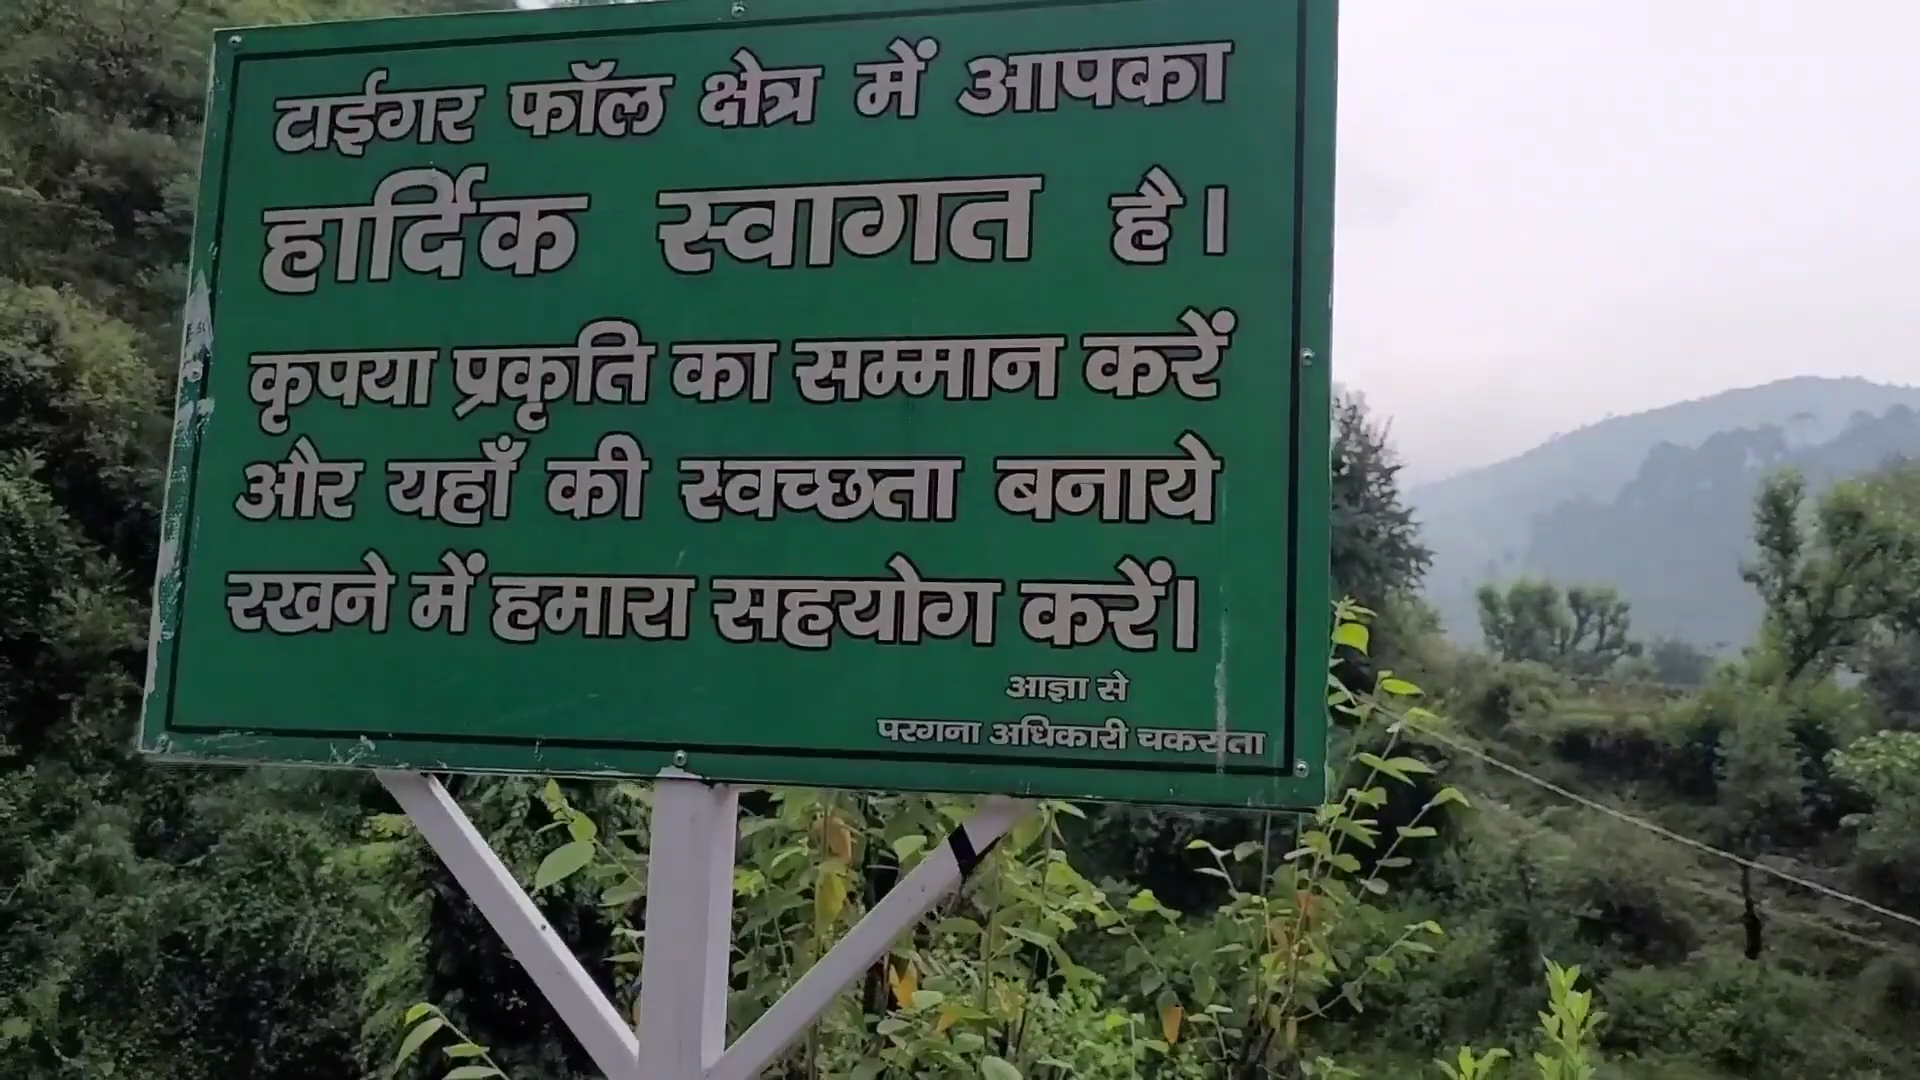 टाईगर फॉल क्षेत्र में आपका
हार्दिक स्वागत है।
कृपया प्रकृति का सम्मान करें
और यहाँ की स्वच्छता बनाये
रखने में हमारा सहयोग करें।
आज्ञा से
परगना अधिकारी चकराता